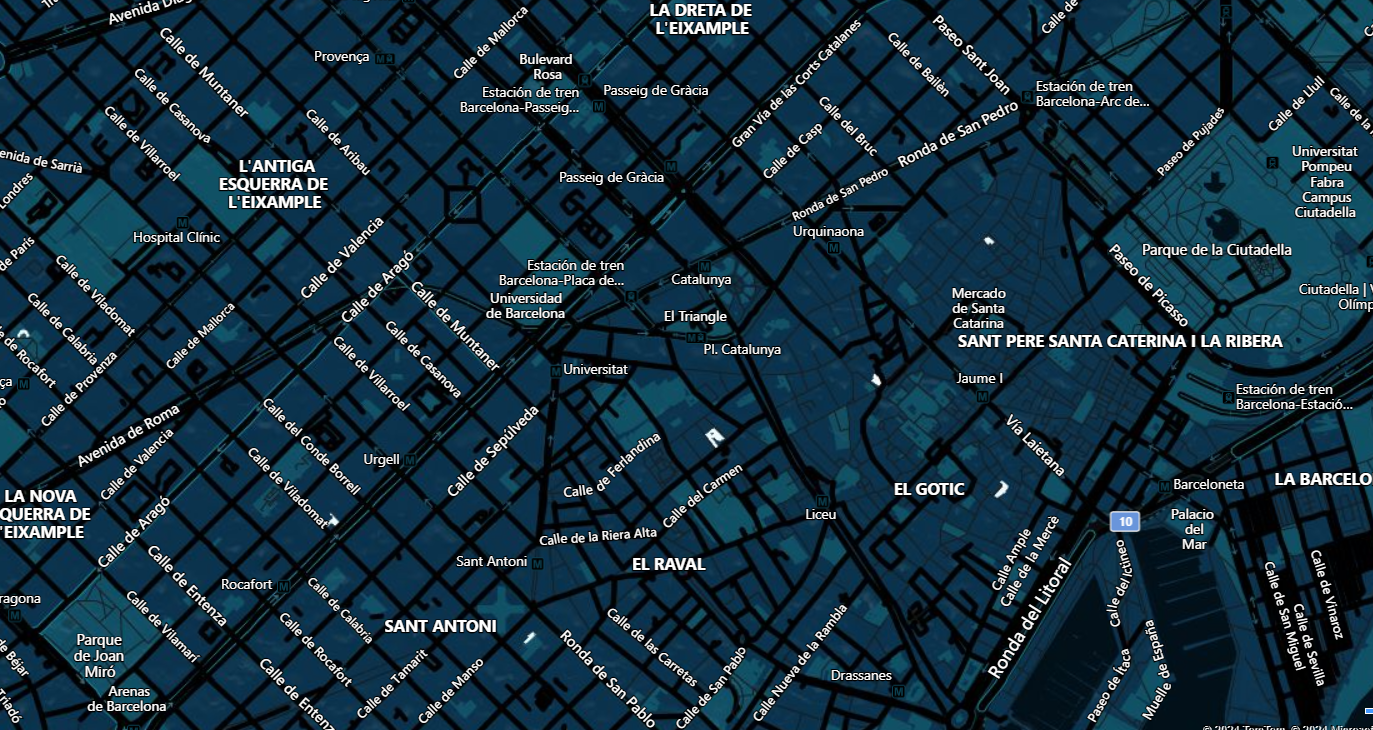 Avenida Diag
LA DRETA DE
L'EIXAMPLE
Calle de Mallorca
Calle de
Calle de Muntaner
Provença
Bulevard
Rosa
Paseo Sant Joan
Gran Vía de las Corts Catalanes
Calle de Bailèn
Calle de Casanova
Estación de tren
Barcelona-Passeig...
Passeig de Gràcia
Estación de tren
Barcelona-Arc de...
Calle de Llull
Calle de la
Calle de Villarroel
Calle de Aribau
Calle de Casp
Calle del Bruc
Ronda de San Pedro
Paseo de Pujades
enida de Sarrià
L'ANTIGA
ESQUERRA DE
L'EIXAMPLE
Passeig de Gràcia
Universitat
Pompeu
Fabra
Campus
Ciutadella
Londres
Ronda de San Pedro
Urquinaona
Hospital Clínic
de París
Calle de Valencia
Calle de Aragó
Parque de la Ciutadella
Paseo de Picasso
Calle de Viladomat
Estación de tren
Barcelona-Placa de...
Catalunya
Universidad
de Barcelona
Calle de Muntaner
Ciutadella | V
Olímp
Mercado
de Santa
Catarina
Calle de Calabria
Calle de Mallorca
El Triangle
Calle de Casanova
SANT PERE SANTA CATERINA I LA RIBERA
Calle de Villarroel
Pl. Catalunya
e de Rocafort
Calle de Provenza
Universitat
Jaume I
ça
Estación de tren
Barcelona-Estació...
Avenida de Roma
Calle del Conde Borrell
Calle de Sepúlveda
Vía Laietana
Calle de Valencia
Urgell
Calle de Ferlandina
Calle del Carmen
Calle de Viladomat
EL GOTIC
Barceloneta
LA BARCELO
LA NOVA
QUERRA DE
'EIXAMPLE
Calle de Aragó
Liceu
10
Palacio
del
Mar
Calle de la Riera Alta
Calle Ample
Calle de la Mercè
Sant Antoni
EL RAVAL
Calle de Entenza
Rocafort
Calle de Calabria
Ronda del Litoral
Calle del Ictíneo
Calle de Vinaroz
Calle de San Miguel
Calle de Sevilla
ragona
Calle de Vilamarí
Calle de Rocafort
SANT ANTONI
Calle de las Carretas
Calle Nueva de la Rambla
Parque
de Joan
Miró
de Béjar
Ronda de San Pablo
Calle de San Pablo
Calle de Tamarit
Calle de Manso
Calle de Entenz
Drassanes
Paseo de Ítaca
Muelle de España
Arenas
de Barcelona
Triadó